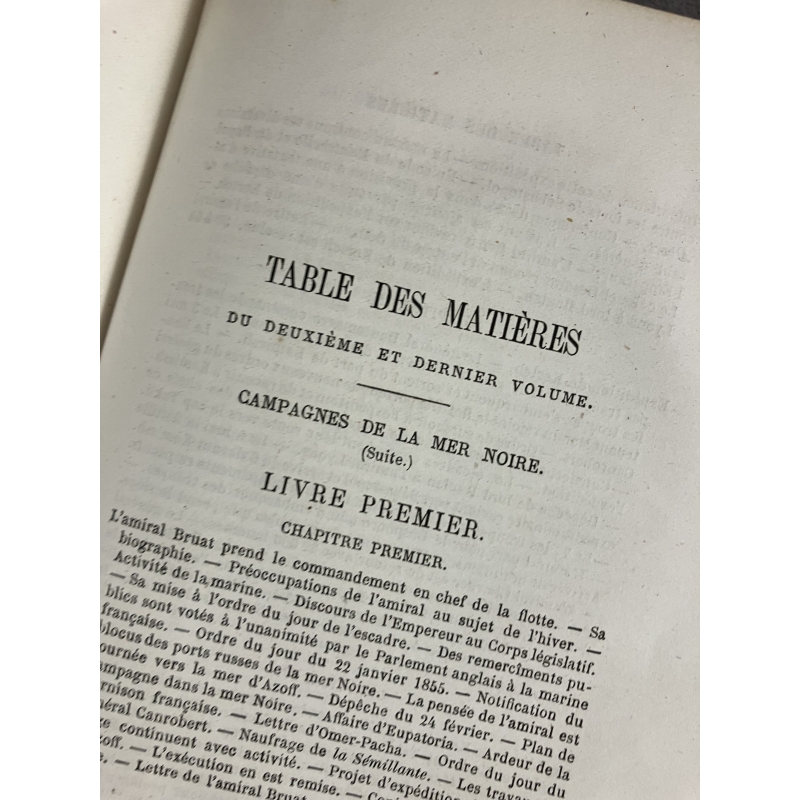 TABLE DES MATIÈRES
DU DEUXIÈME ET DERNIER VOLUME.
CAMPAGNES DE LA MER NOIRE.
(Suite.)
LIVRE PREMIER.
CHAPITRE PREMIER.
L'amiral Bruat prend le commandement en chef de la flotte. — Sa
biographie. — Préoccupations de l'amiral au sujet de l'hiver. —
Activité de la marine. — Discours de l'Empereur au Corps législatif.
— Sa mise à l'ordre du jour de l'escadre. — Des remercîments pu-
blics sont votés à l'unanimité par le Parlement anglais à la marine
française. — Ordre du jour du 22 janvier 1855. — Notification du
blocus des ports russes de la mer Noire. — La pensée de l'amiral est
ournée vers la mer d'Azoff. — Dépêche du 24 février. — Plan de
ampagne dans la mer Noire. — Affaire d'Eupatoria. — Ardeur de la
rnison française. — Lettre d'Omer-Pacha. — Ordre du jour du
néral Canrobert. — Naufrage de la Sémillante. — Les trava
continuent avec activité. — Projet d'expéditio
off. — L'exécution en est remise. —
— Lettre de l'amiral Bruat